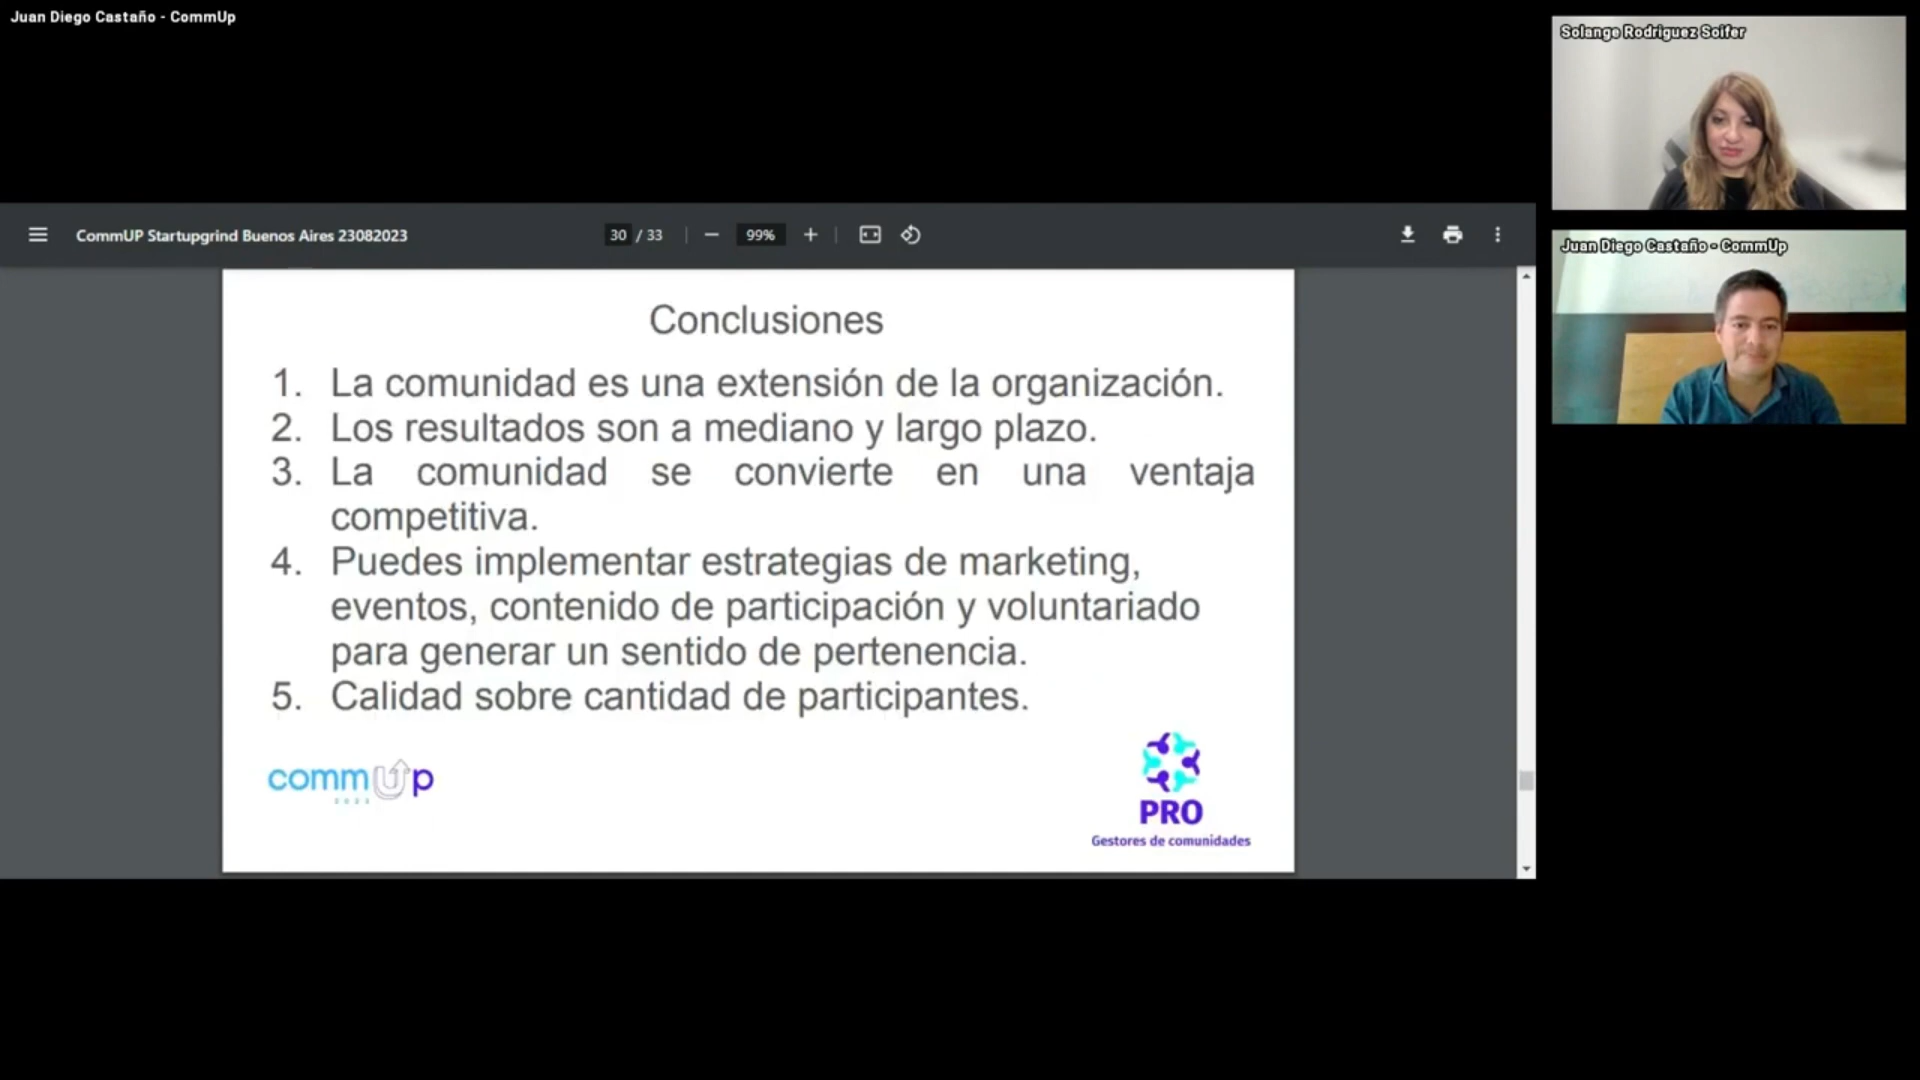 Juan Diego Castaño - CommUp
Solange Rodriguez Soifer
Juan Diego Castaño - CommUp
CommUP Startupgrind Buenos Aires 23082023
30 / 33
99%
Conclusiones
1. La comunidad es una extensión de la organización.
2. Los resultados son a mediano y largo plazo.
3. La comunidad se convierte en una ventaja
competitiva.
4. Puedes implementar estrategias de marketing,
eventos, contenido de participación y voluntariado
para generar un sentido de pertenencia.
5. Calidad sobre cantidad de participantes.
commUp
PRO
Gestores de comunidades